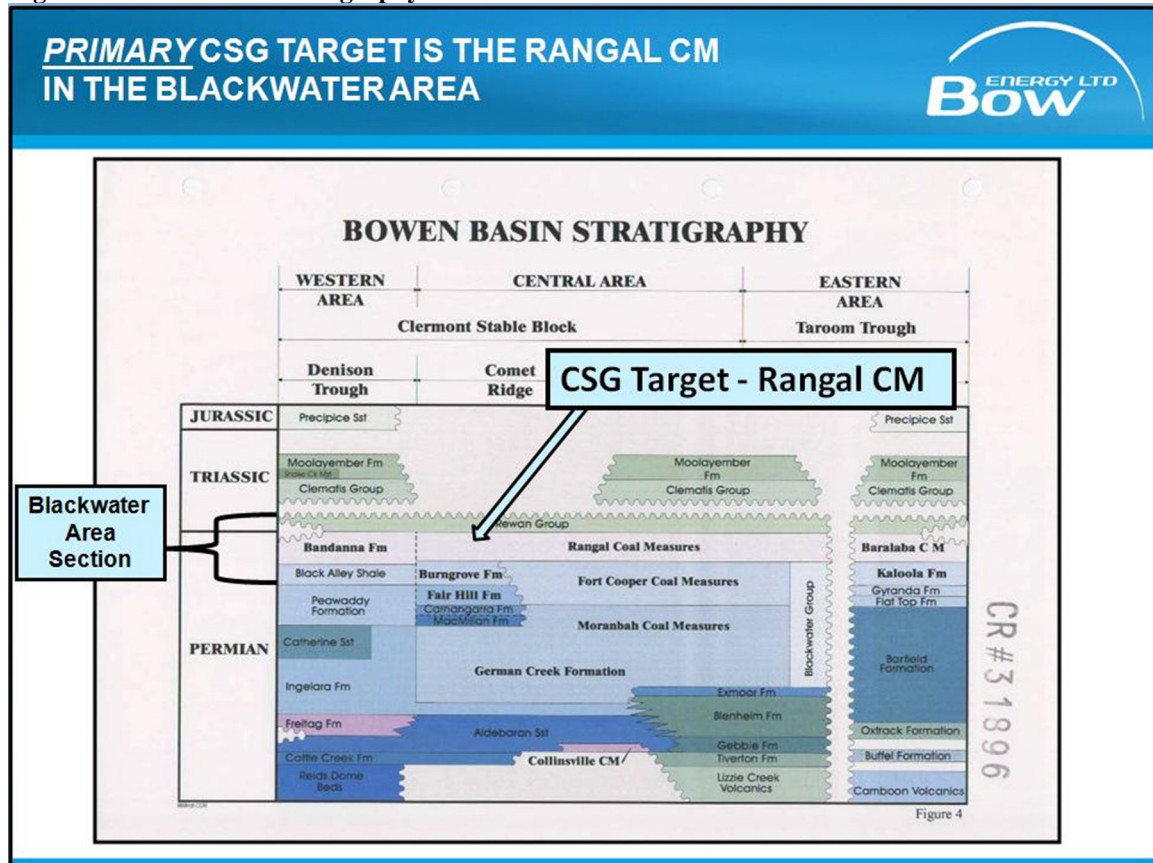 PRIMARY CSG TARGET IS THE RANGAL CM
IN THE BLACKWATER AREA
BOW
ENERGY LTD
BOWEN BASIN STRATIGRAPHY
WESTERN
AREA
CENTRAL AREA
EASTERN
AREA
Clermont Stable Block
Taroom Trough
Denison
Trough
Comet
Ridge
CSG Target - Rangal CM
JURASSIC
Precipice Sst
Precipice Sst
TRIASSIC
Moolayember Fm
Clematis Group
Moolayember
Fm
Clematis Group
Moolayember
Fm
Clematis Group
Blackwater
Area
Section
Rewan Group
Bandanna Fm
Rangal Coal Measures
Baralaba C M
Black Alley Shale
Burngrove Fm
Fort Cooper Coal Measures
Kaloola Fm
Fair Hill Fm
Gyranda Fm
Peawaddy
Formation
Flat Top Fm
MacMillan Fm
Moranbah Coal Measures
Blackwater Group
PERMIAN
Catherine Sst
German Creek Formation
Barfield
Formation
Ingelara Fm
Exmoor Fm
Blenheim Fm
Freitag Fm
Aldebaran Sst
Oxtrack Formation
Gebbie Fm
Cattle Creek Fm
Collinsville CM
Tiverton Fm
Buffel Formation
Reids Dome
Beds
Lizzie Creek
Volcanics
Camboon Volcanics
Figure 4
CR#31896